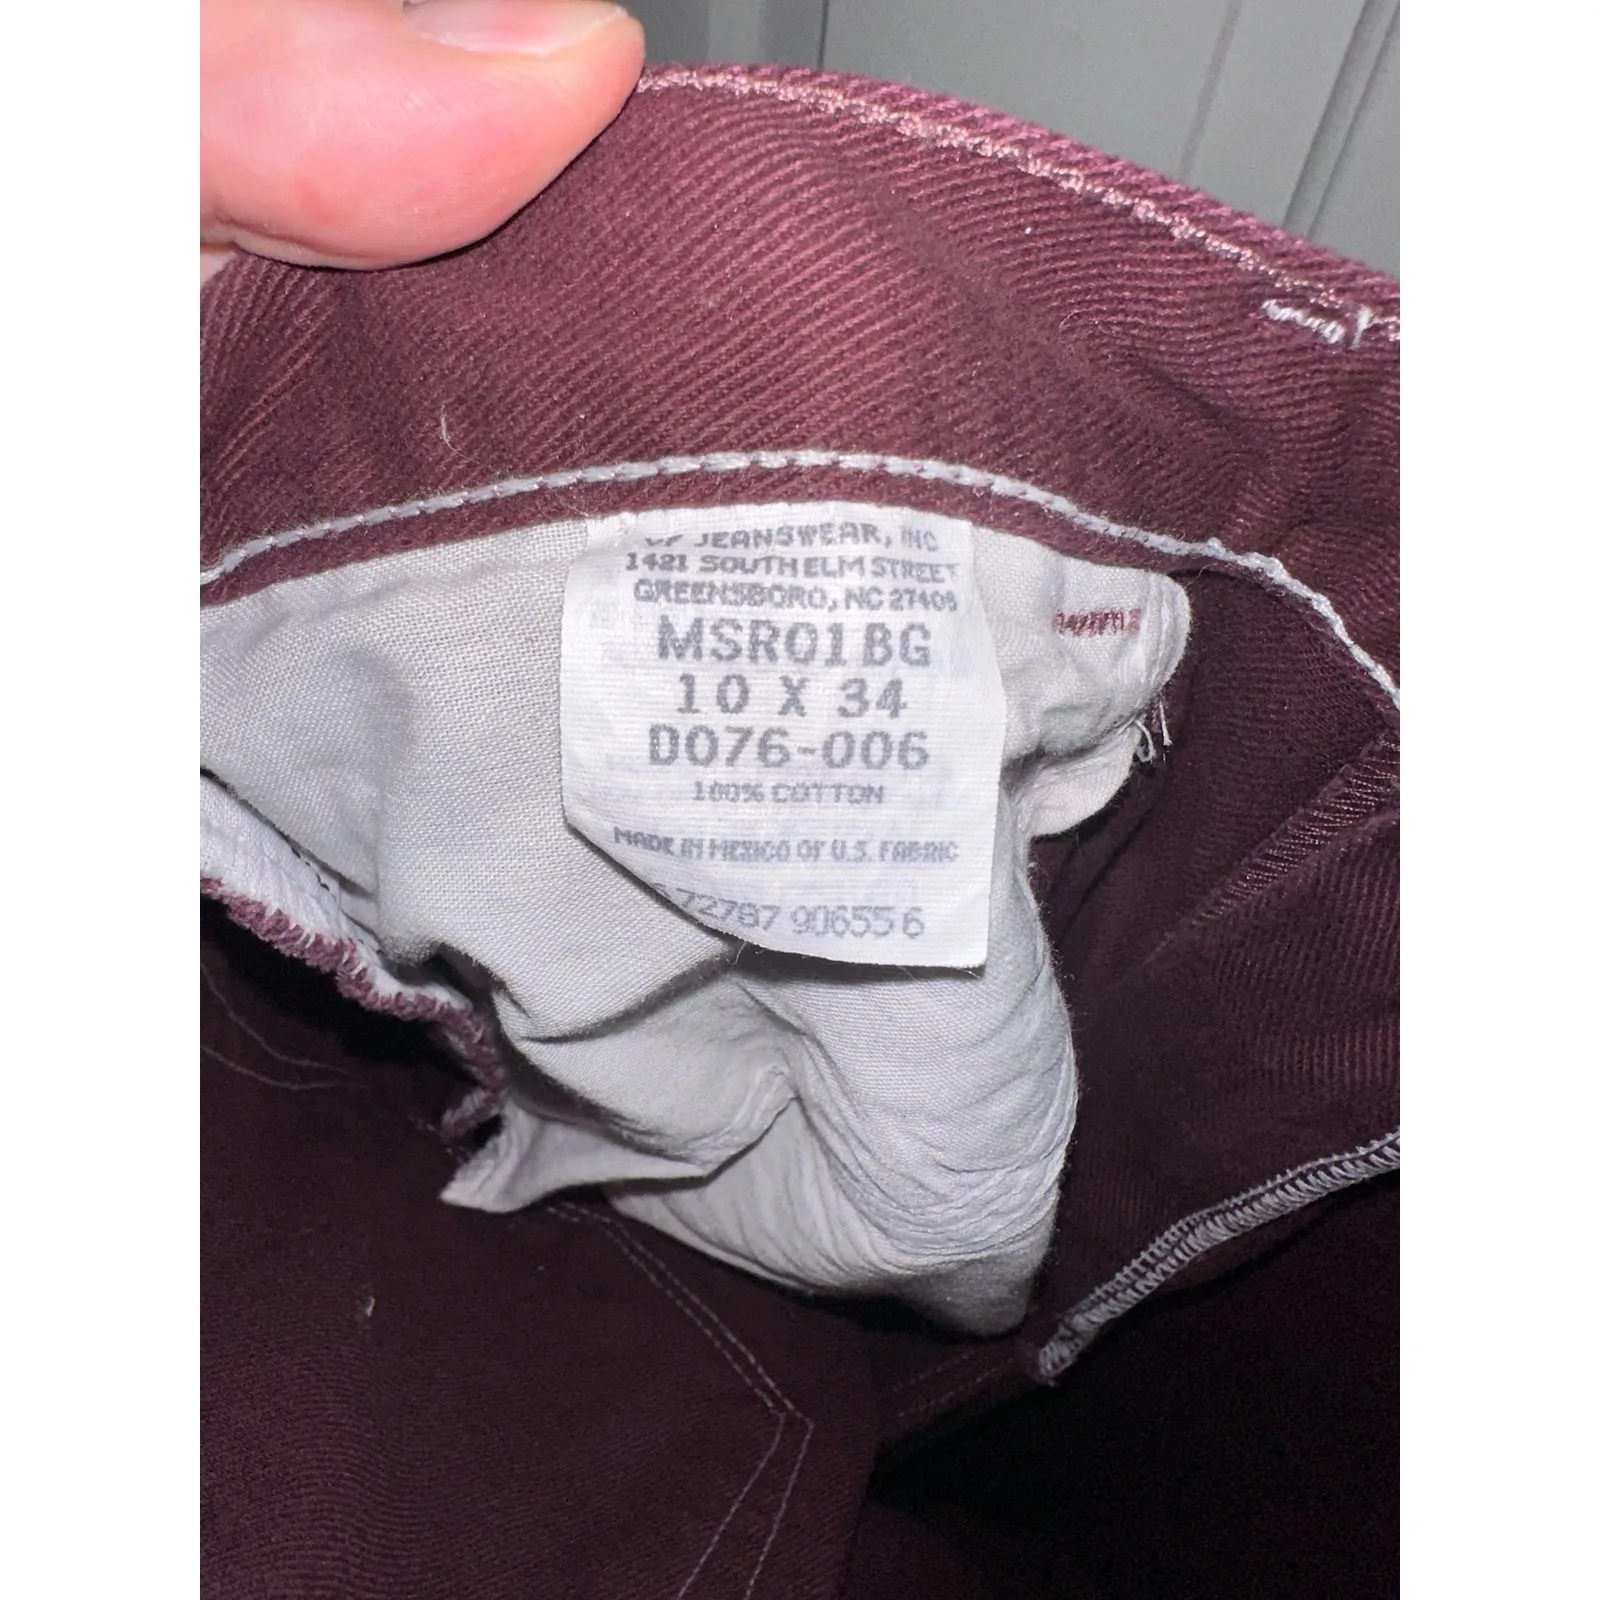 VF JEANSWEAR, INC
1421 SOUTH ELM STREET
GREENSBORO, NC 27406
MSR01BG
10 X 34
D076-006
100% COTTON
MADE IN MEXICO OF U.S. FABRIC
72787 90655 6